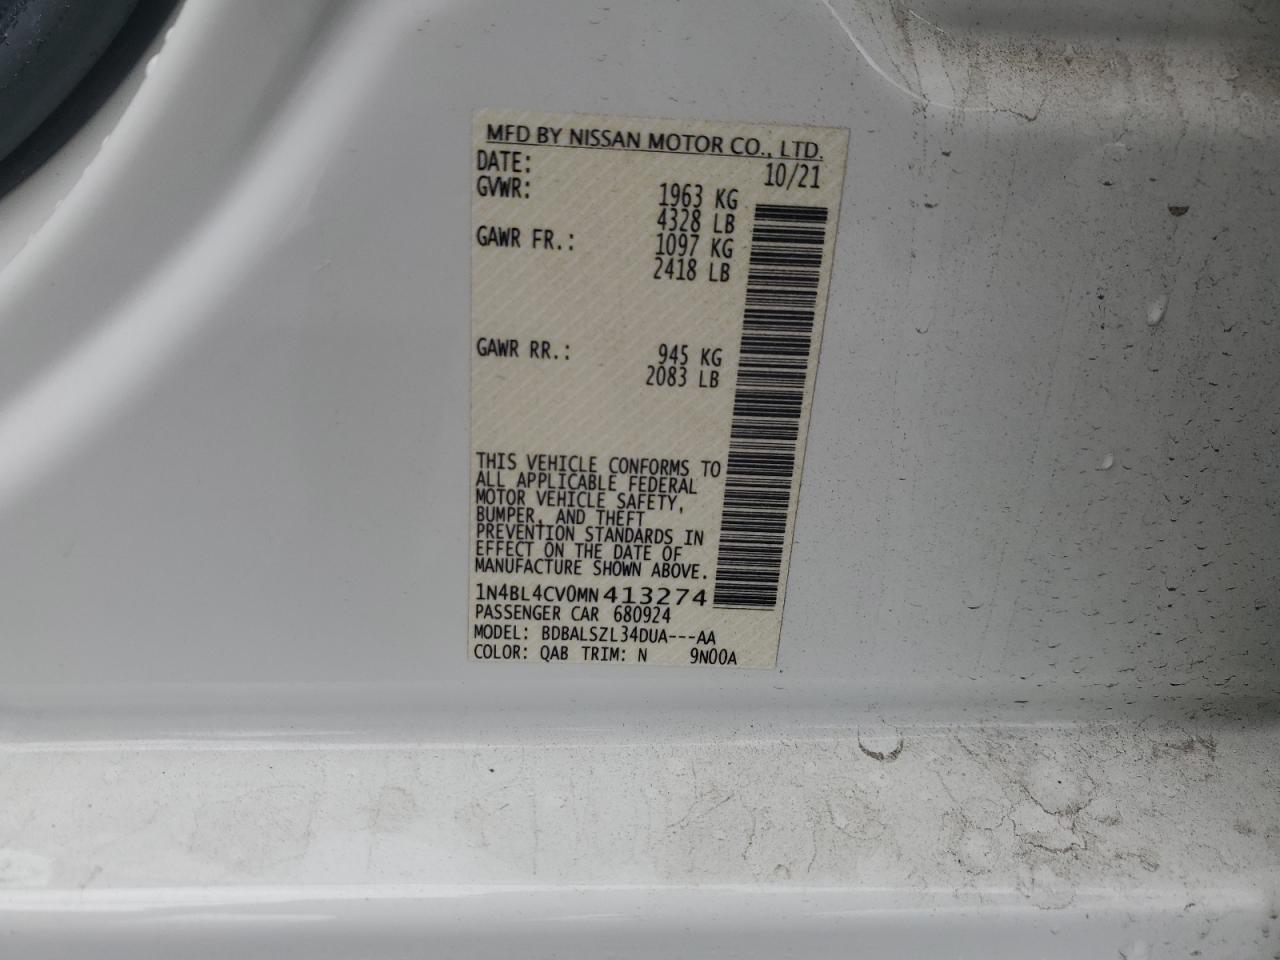 MFD BY NISSAN MOTOR CO., LTD.
DATE: 10/21
GVWR: 1963 KG
4328 LB
GAWR FR.: 1097 KG
2418 LB
GAWR RR.: 945 KG
2083 LB
THIS VEHICLE CONFORMS TO
ALL APPLICABLE FEDERAL
MOTOR VEHICLE SAFETY,
BUMPER, AND THEFT
PREVENTION STANDARDS IN
EFFECT ON THE DATE OF
MANUFACTURE SHOWN ABOVE.
1N4BL4CV0MN413274
PASSENGER CAR 680924
MODEL: BDBALSZL34DUA---AA
COLOR: QAB TRIM: N 9N00A